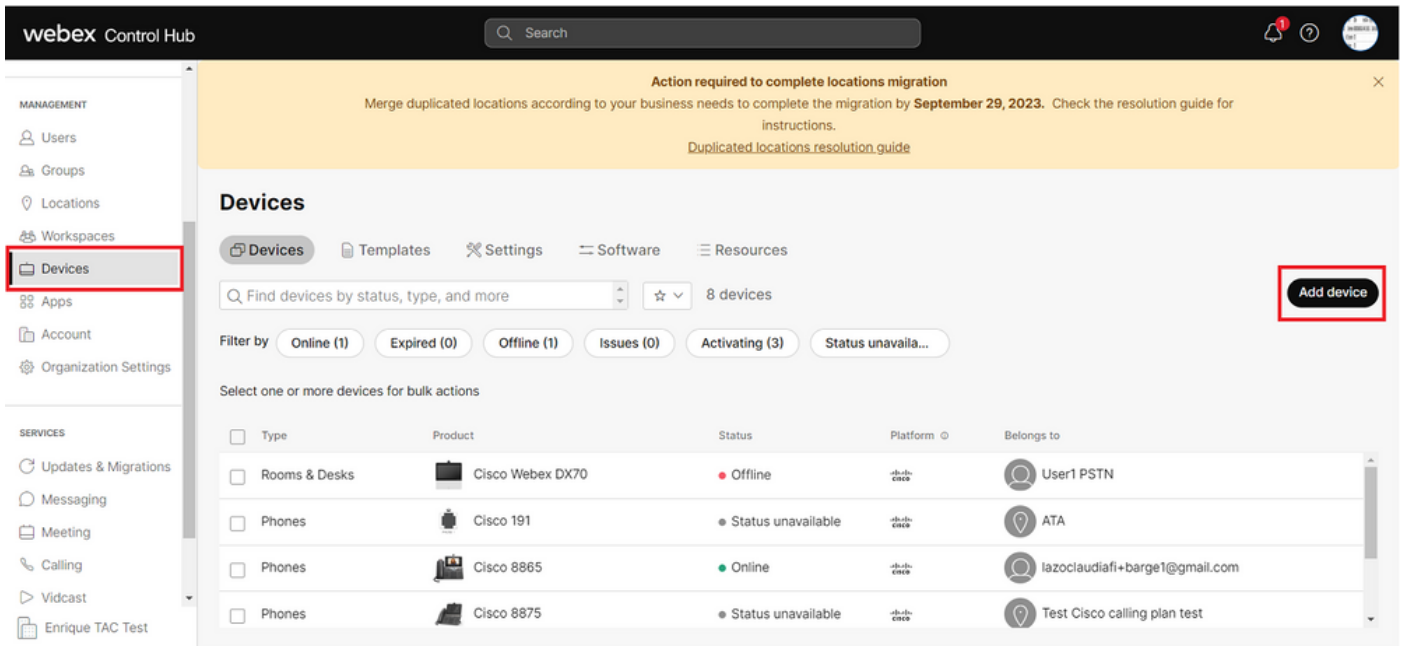 webex Control Hub
Search
1
MANAGEMENT
Users
Groups
Locations
Workspaces
Devices
Apps
Account
Organization Settings
SERVICES
Updates & Migrations
Messaging
Meeting
Calling
Vidcast
Enrique TAC Test
Action required to complete locations migration
Merge duplicated locations according to your business needs to complete the migration by September 29, 2023. Check the resolution guide for
instructions.
Duplicated locations resolution guide
Devices
Devices Templates Settings Software Resources
Find devices by status, type, and more 8 devices Add device
Filter by Online (1) Expired (0) Offline (1) Issues (0) Activating (3) Status unavaila...
Select one or more devices for bulk actions
Type Product Status Platform Belongs to
Rooms & Desks Cisco Webex DX70 Offline cisco User1 PSTN
Phones Cisco 191 Status unavailable cisco ATA
Phones Cisco 8865 Online cisco lazoclaudiafi+barge1@gmail.com
Phones Cisco 8875 Status unavailable cisco Test Cisco calling plan test